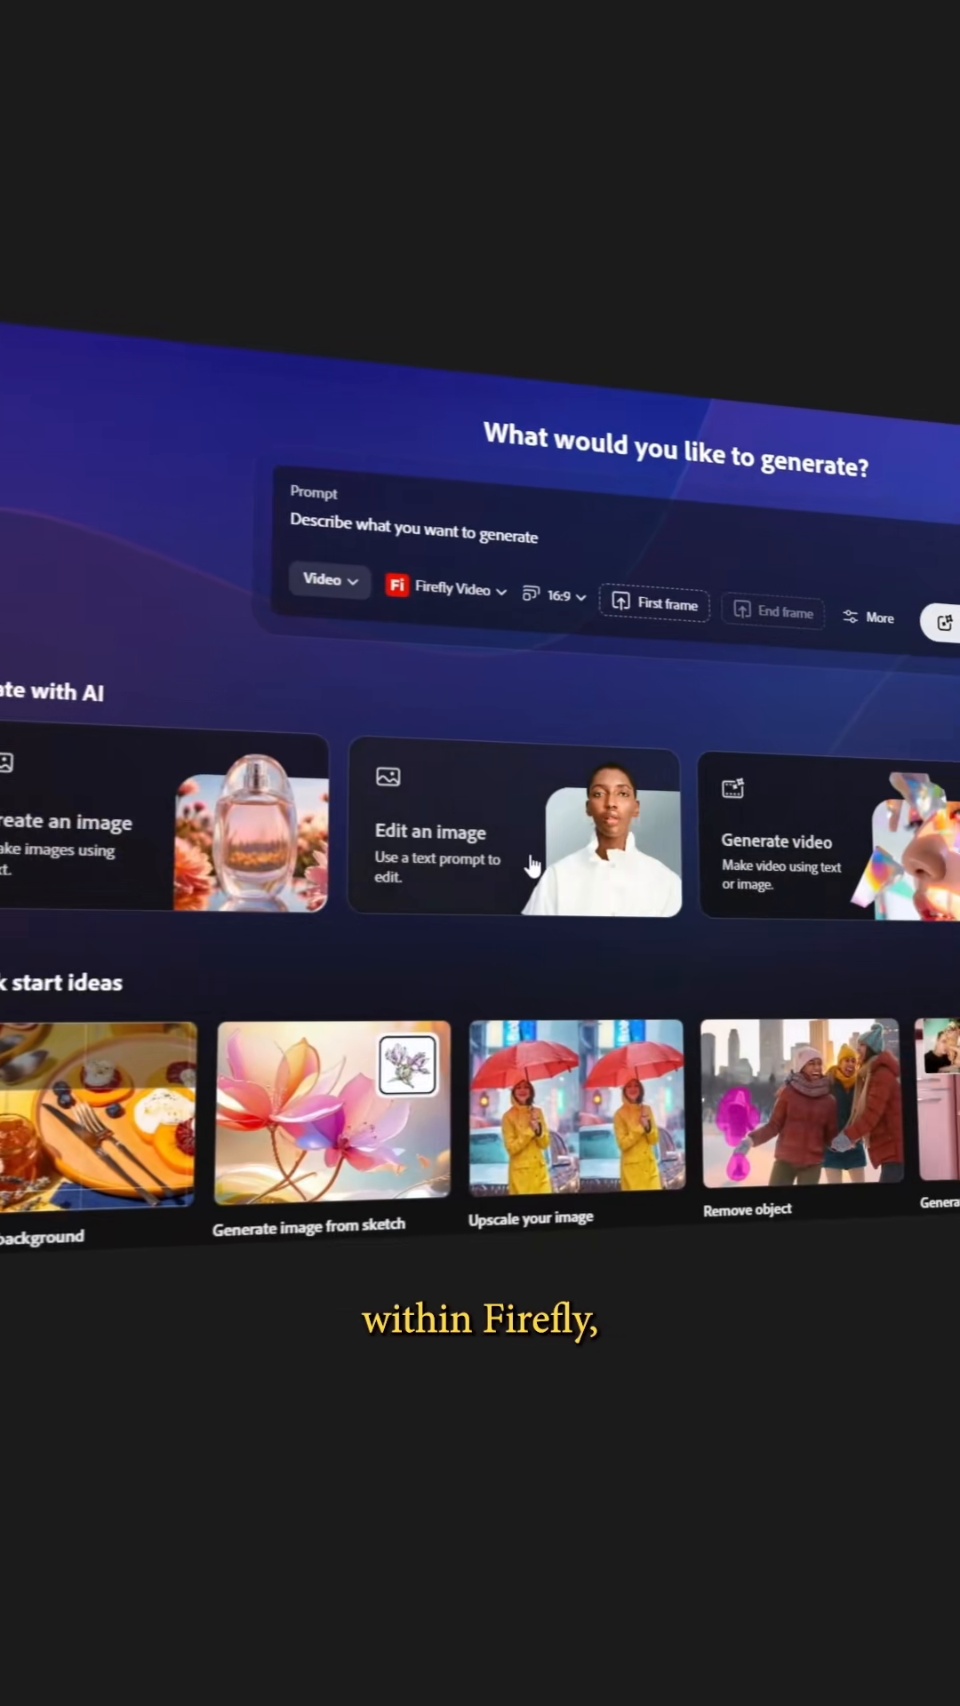 What would you like to generate?
Prompt
Describe what you want to generate
Video
Fi Firefly Video
16:9
First frame
End frame
More
ate with AI
reate an image
ake images using
xt.
Edit an image
Use a text prompt to
edit.
Generate video
Make video using text
or image.
k start ideas
background
Generate image from sketch
Upscale your image
Remove object
Genera
within Firefly,